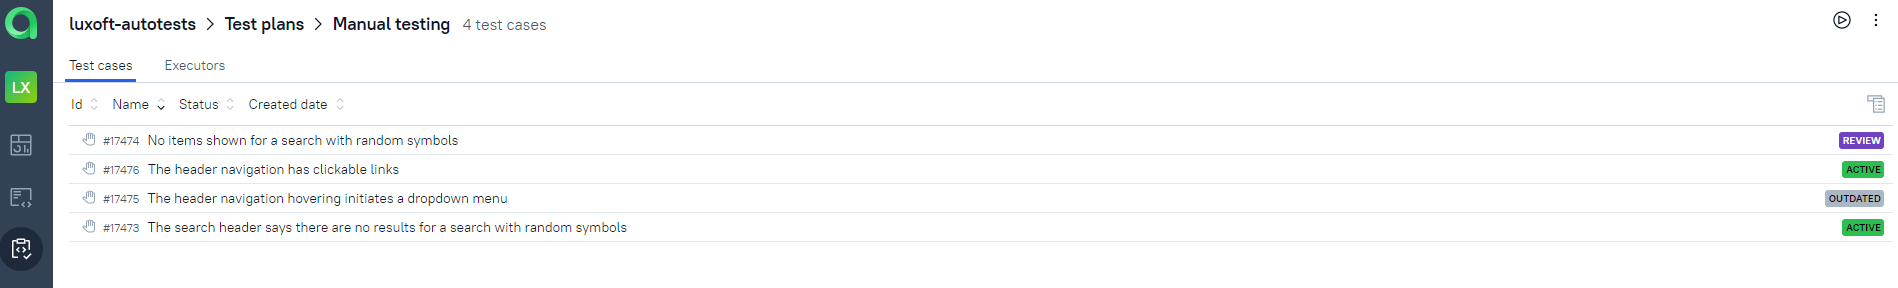 luxoft-autotests > Test plans > Manual testing 4 test cases
Test cases Executors
LX
Id Name Status Created date
#17474 No items shown for a search with random symbols REVIEW
#17476 The header navigation has clickable links ACTIVE
#17475 The header navigation hovering initiates a dropdown menu OUTDATED
#17473 The search header says there are no results for a search with random symbols ACTIVE